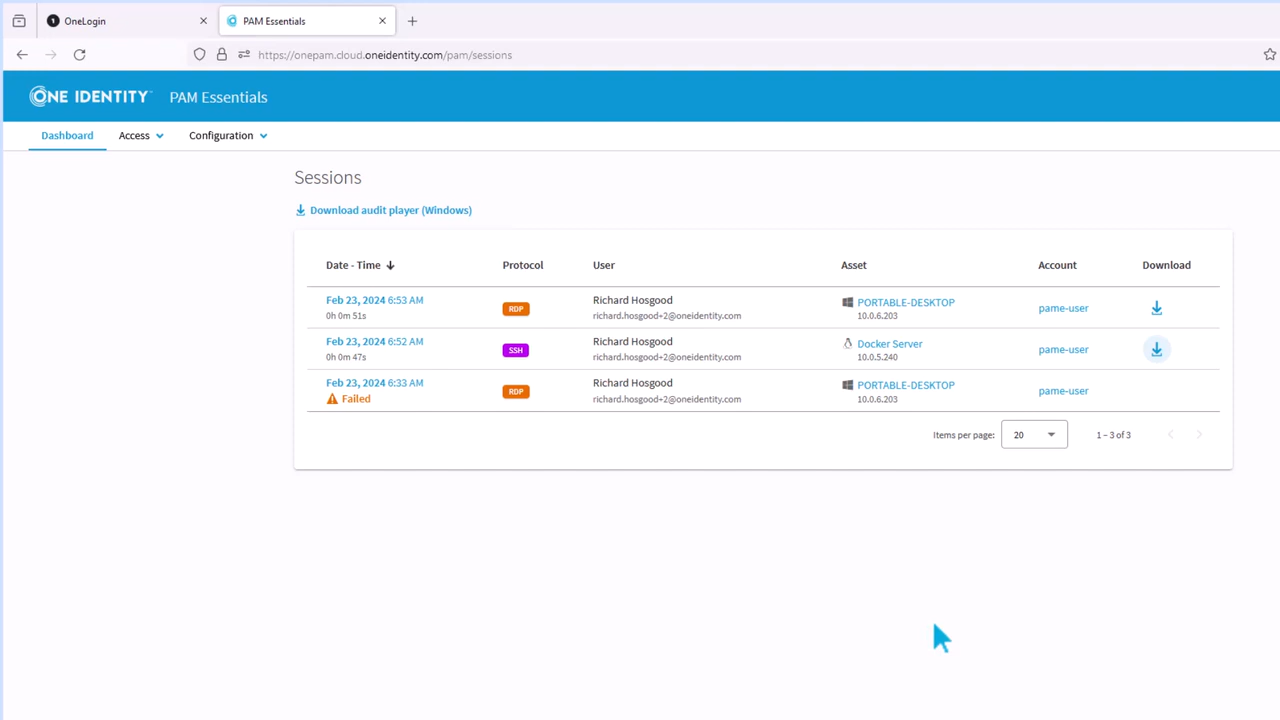 OneLogin
PAM Essentials
https://onepam.cloud.oneidentity.com/pam/sessions
ONE IDENTITY PAM Essentials
Dashboard Access Configuration
Sessions
Download audit player (Windows)
Date - Time Protocol User Asset Account Download
Feb 23, 2024 6:53 AM
0h 0m 51s
RDP
Richard Hosgood
richard.hosgood+2@oneidentity.com
PORTABLE-DESKTOP
10.0.6.203
pame-user
Feb 23, 2024 6:52 AM
0h 0m 47s
SSH
Richard Hosgood
richard.hosgood+2@oneidentity.com
Docker Server
10.0.5.240
pame-user
Feb 23, 2024 6:33 AM
Failed
RDP
Richard Hosgood
richard.hosgood+2@oneidentity.com
PORTABLE-DESKTOP
10.0.6.203
pame-user
Items per page: 20 1 – 3 of 3